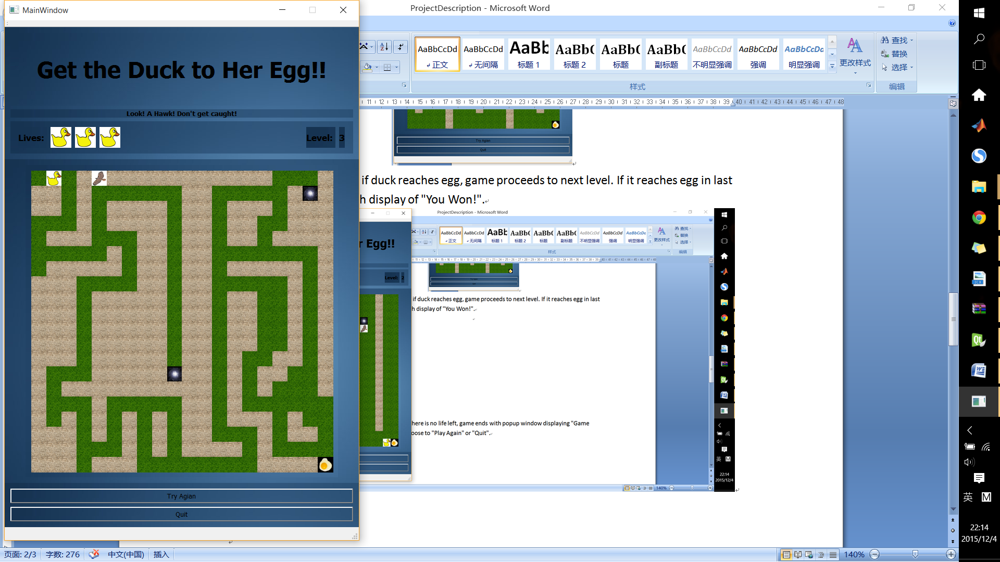 MainWindow
Get the Duck to Her Egg!!
Look! A Hawk! Don't get caught!
Lives:
Level: 3
Try Agian
Quit
ProjectDescription - Microsoft Word
AaBbCcDd AaBbCcDd AaBb AaBbC AaBbC AaBbC AaBbCcDd AaBbCcDd AaBbCcDd
正文 无间隔 标题 1 标题 2 标题 副标题 不明显强调 强调 明显强调
更改样式
查找
替换
选择
样式
编辑
11 12 13 14 15 16 17 18 19 20 21 22 23 24 25 26 27 28 29 30 31 32 33 34 35 36 37 38 39 40 41 42 43 44 45 46 47 48
Try Agian
Quit
if duck reaches egg, game proceeds to next level. If it reaches egg in last
h display of "You Won!".
ProjectDescription - Microsoft Word
AaBbCcDd AaBbCcDd AaBb AaBbC AaBbC AaBbC AaBbCcDd AaBbCcDd AaBbCcDd
正文 无间隔 标题 1 标题 2 标题 副标题 不明显强调 强调 明显强调
更改样式
查找
替换
选择
样式
编辑
r Egg!!
Level: 2
if duck reaches egg, game proceeds to next level. If it reaches egg in last
h display of "You Won!".
here is no life left, game ends with popup window displaying "Game
oose to "Play Again" or "Quit".
英 M
22:14
2015/12/4
140%
页面: 2/3 字数: 276 中文(中国) 插入
140%
英 M
22:14
2015/12/4